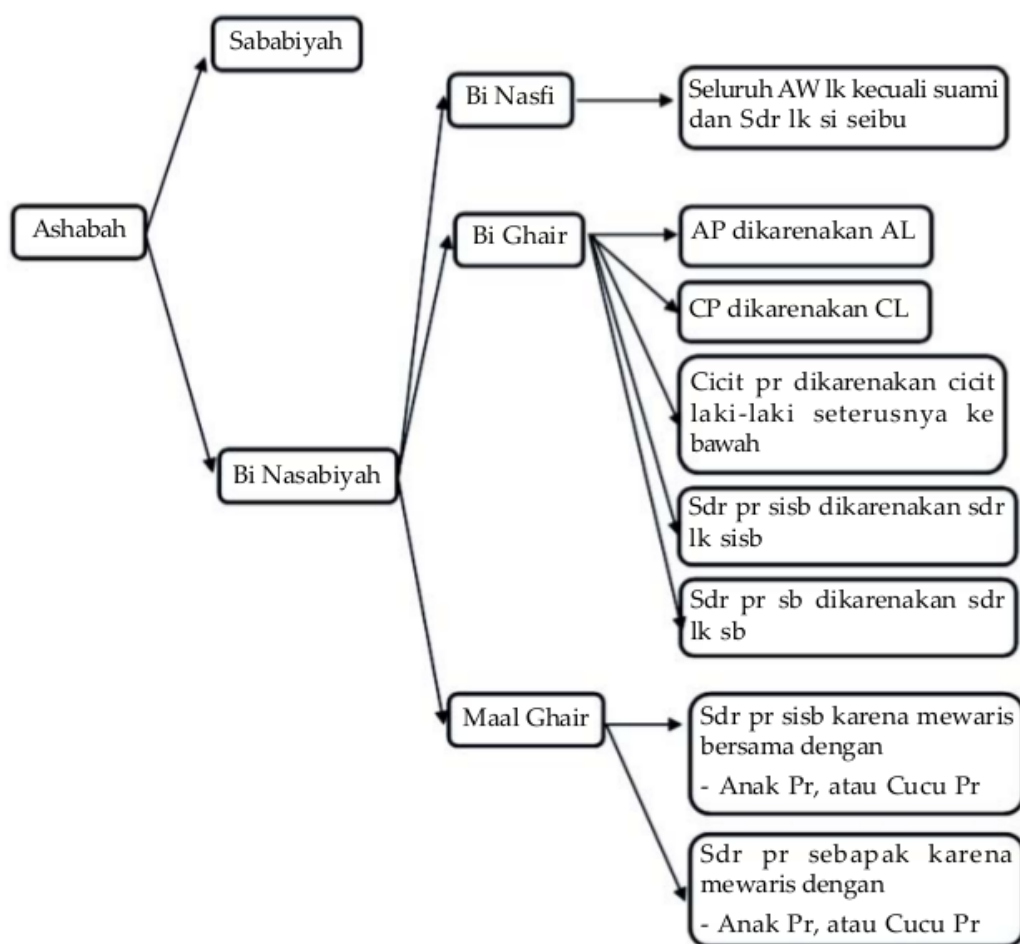 Sababiyah
Bi Nasfi
Seluruh AW lk kecuali suami
dan Sdr lk si seibu
Ashabah
Bi Ghair
AP dikarenakan AL
CP dikarenakan CL
Cicit pr dikarenakan cicit
laki-laki seterusnya ke
bawah
Bi Nasabiyah
Sdr pr sisb dikarenakan sdr
lk sisb
Sdr pr sb dikarenakan sdr
lk sb
Maal Ghair
Sdr pr sisb karena mewaris
bersama dengan
- Anak Pr, atau Cucu Pr
Sdr pr sebapak karena
mewaris dengan
- Anak Pr, atau Cucu Pr